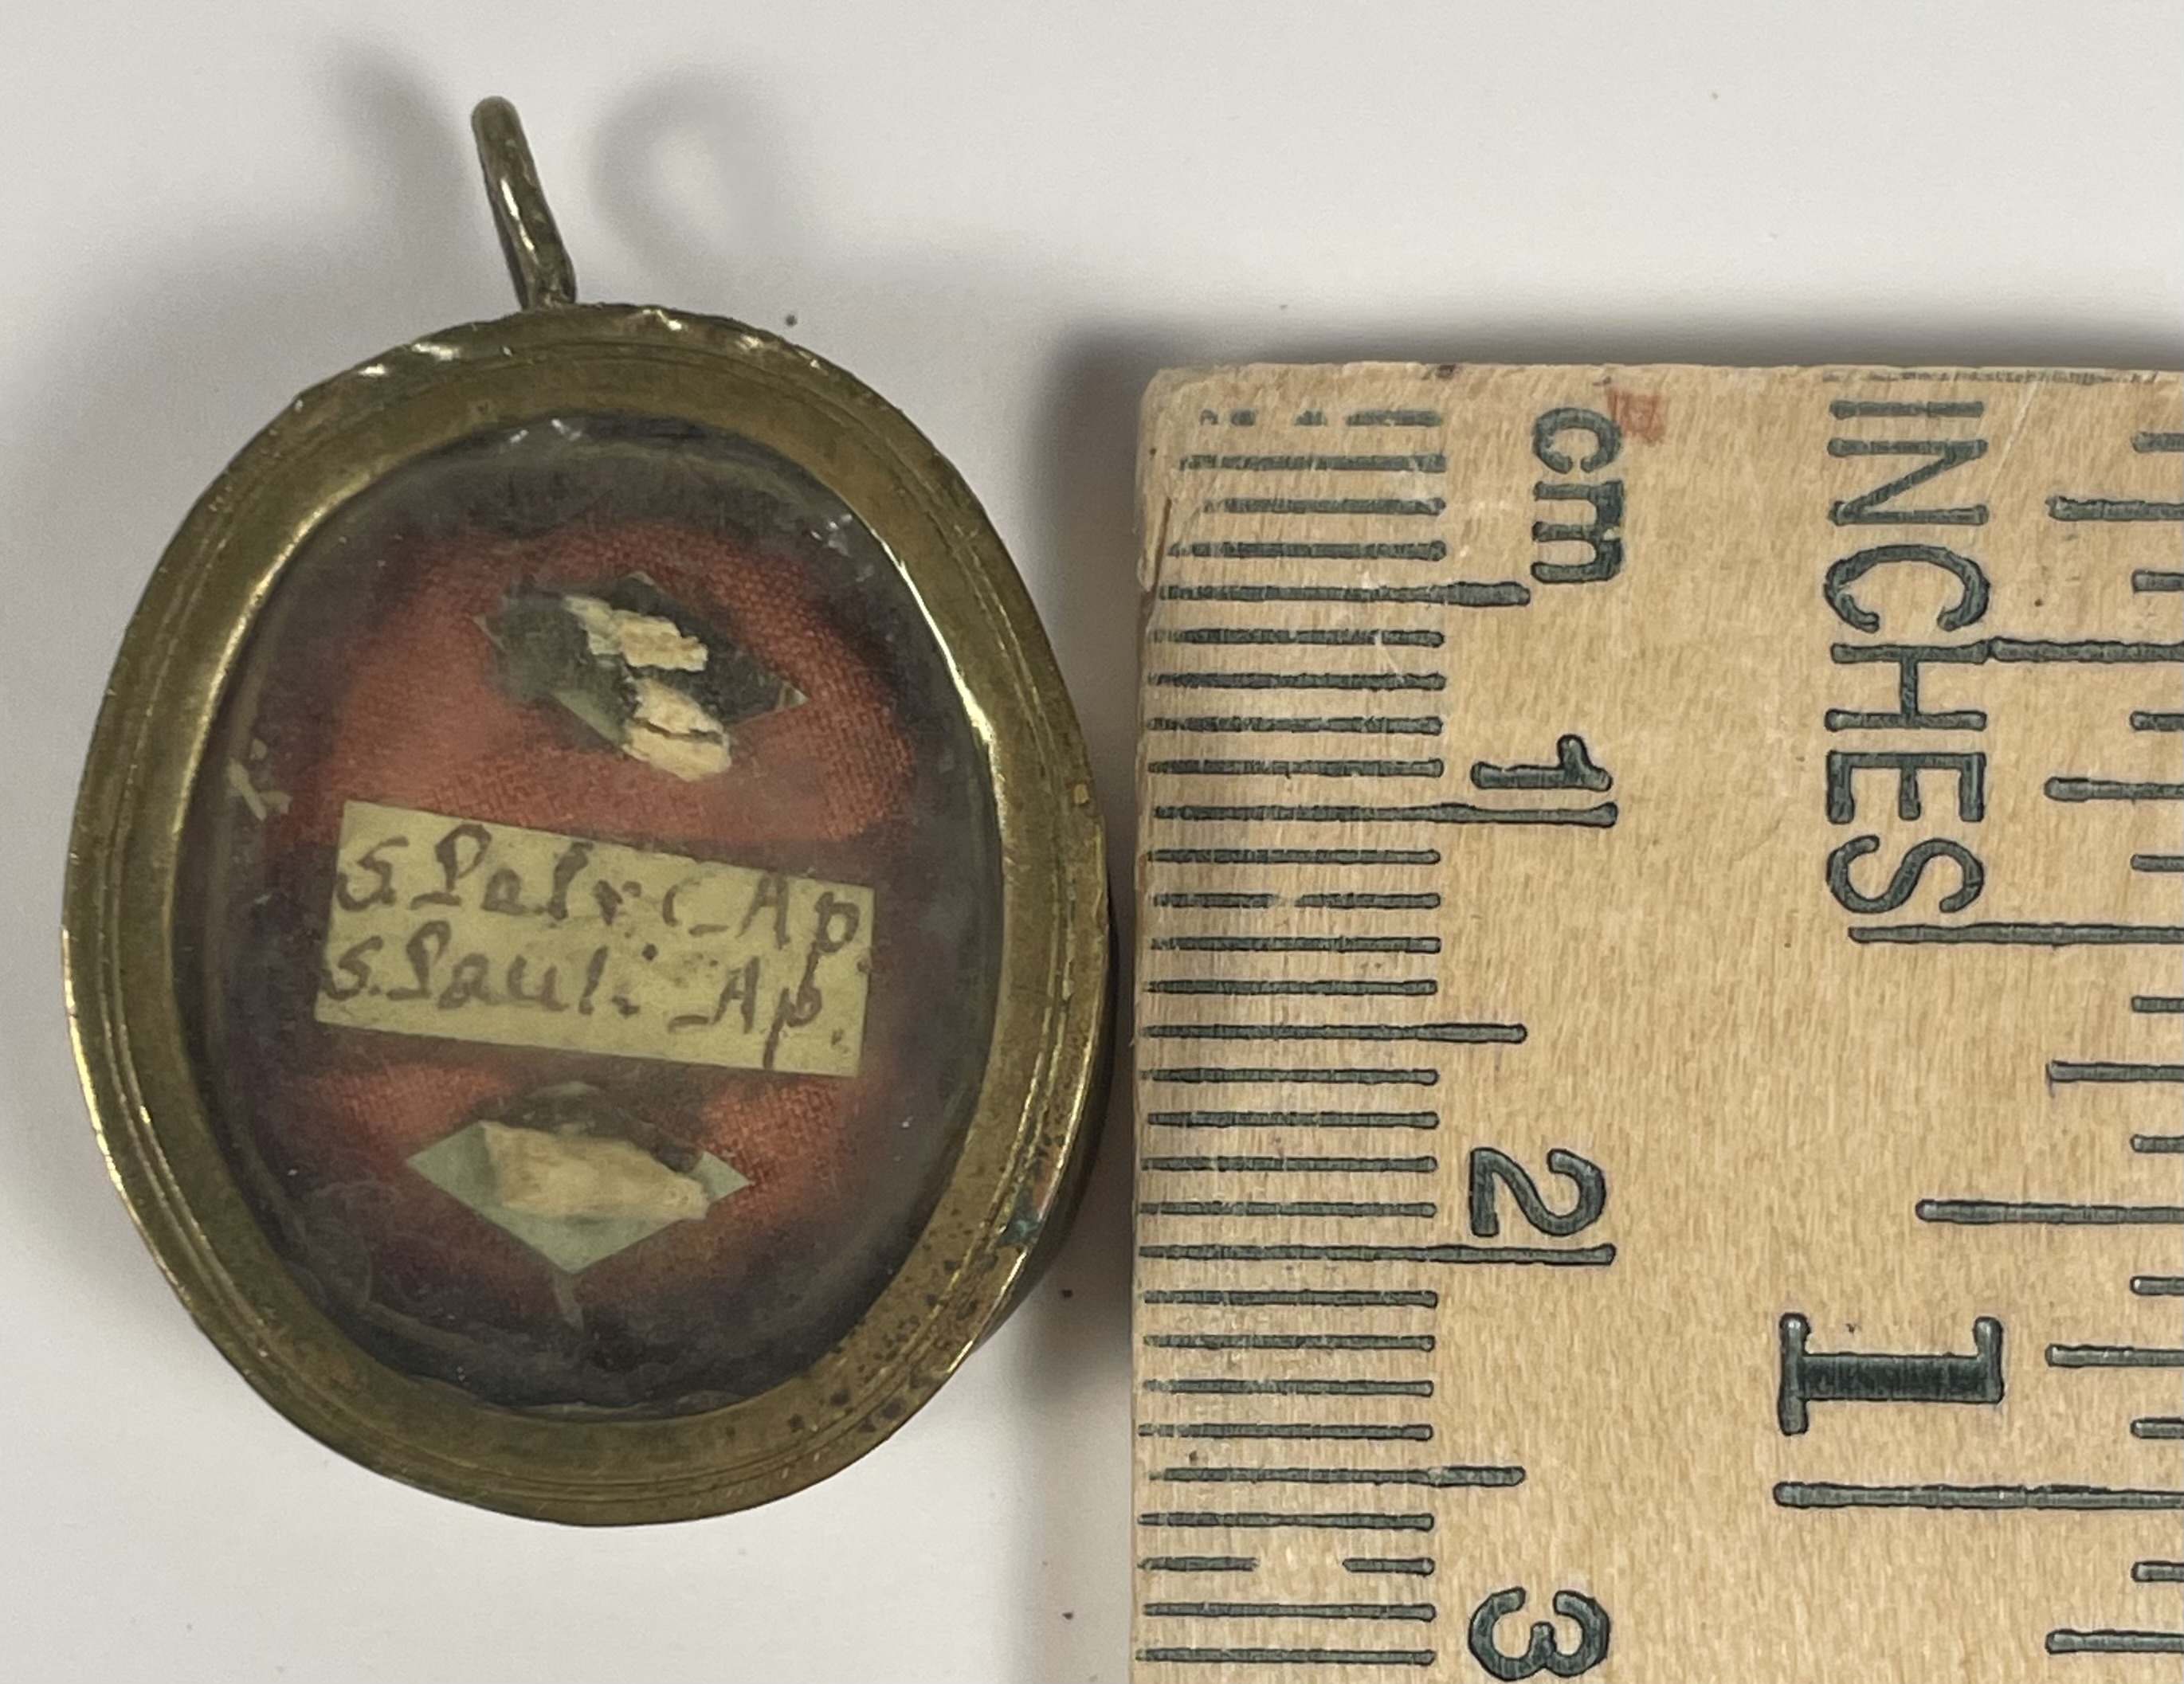 S. Petri Ap.
S. Pauli Ap.
cm
1
2
3
INCHES
1